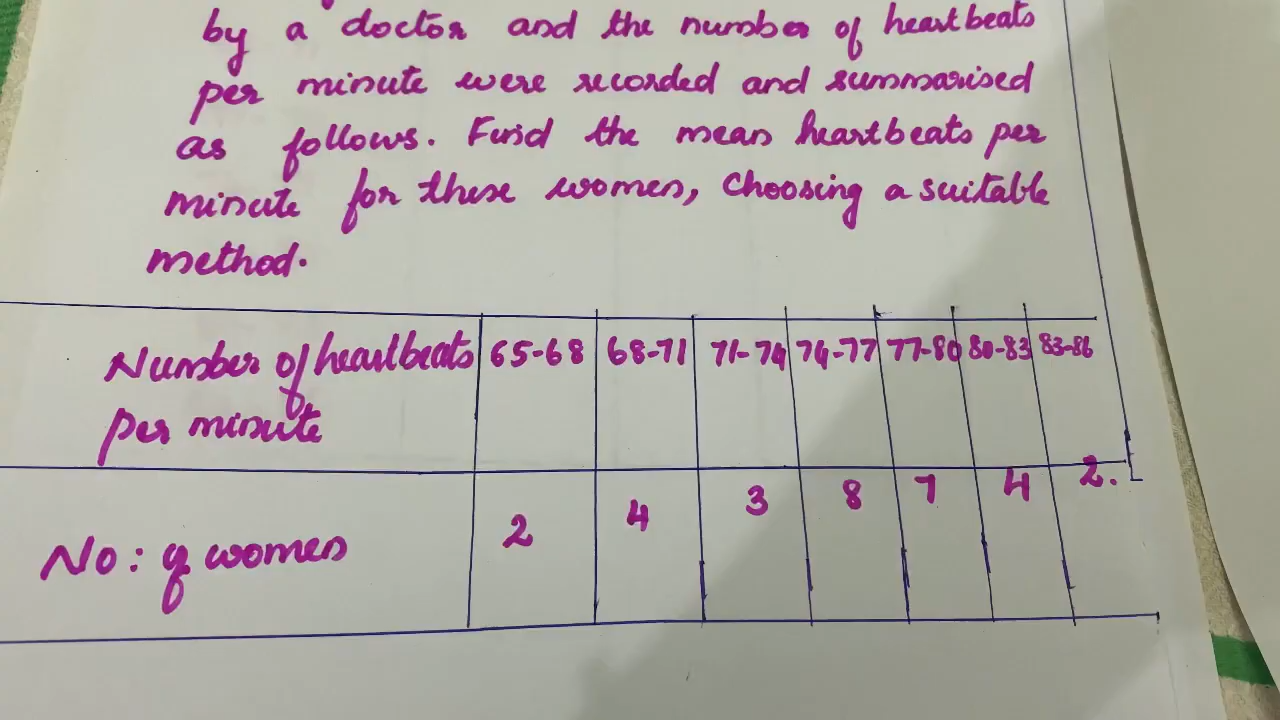 by a doctor and the number of heartbeats
per minute were recorded and summarised
as follows. Find the mean heartbeats per
minute for these women, choosing a suitable
method.
Number of heartbeats per minute 65-68 68-71 71-74 74-77 77-80 80-83 83-86
No: of women 2 4 3 8 7 4 2.